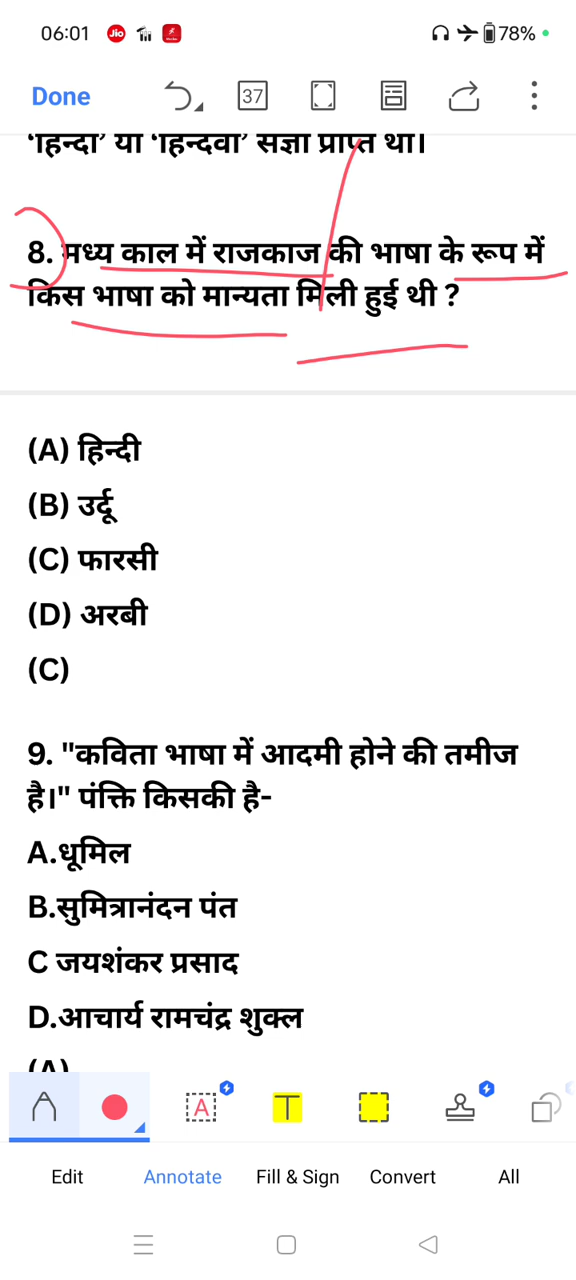 06:01
78%
Done
37
'हिन्दी' या 'हिन्दवी' संज्ञा प्राप्त था।
8. मध्य काल में राजकाज की भाषा के रूप में
किस भाषा को मान्यता मिली हुई थी ?
(A) हिन्दी
(B) उर्दू
(C) फारसी
(D) अरबी
(C)
9. "कविता भाषा में आदमी होने की तमीज
है।" पंक्ति किसकी है-
A.धूमिल
B.सुमित्रानंदन पंत
C जयशंकर प्रसाद
D.आचार्य रामचंद्र शुक्ल
(A)
Edit Annotate Fill & Sign Convert All